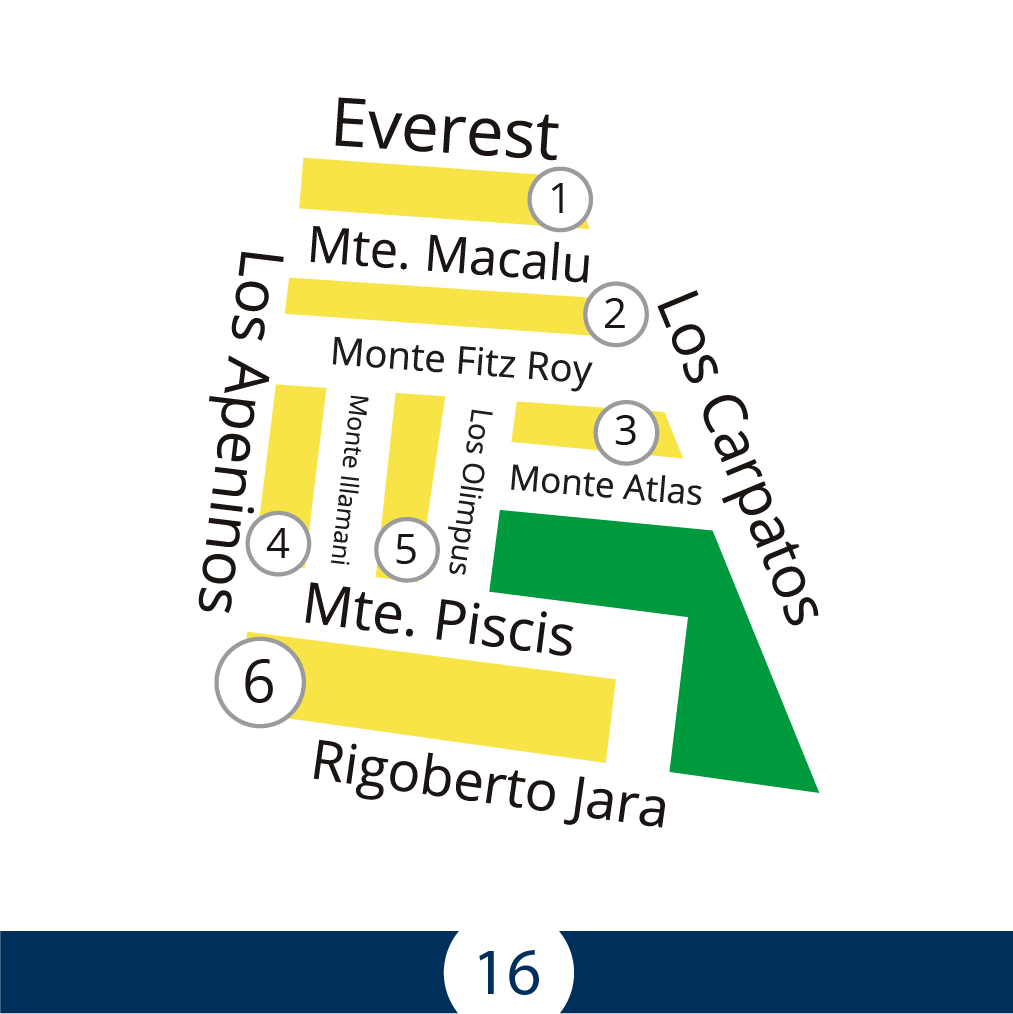 Everest
1
Mte. Macalu
2
Los Apeninos
Los Carpatos
Monte Fitz Roy
Monte Illamani
Los Olimpus
3
Monte Atlas
4
5
Mte. Piscis
6
Rigoberto Jara
16